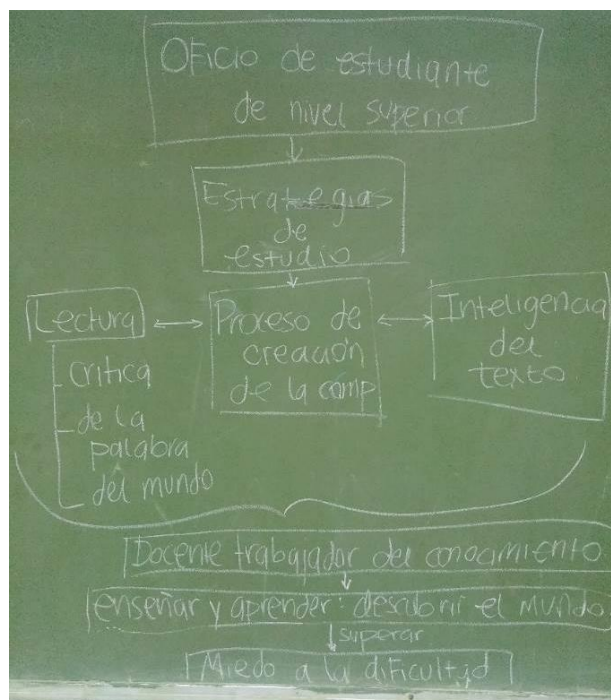 Oficio de estudiante
de nivel superior
Estrategias
de
estudio
Lectura
Proceso de
creación
de la comp
Inteligencia
del
texto
crítica
de la
palabra
del mundo
Docente trabajador del conocimiento
enseñar y aprender: descubrir el mundo
superar
Miedo a la dificultad